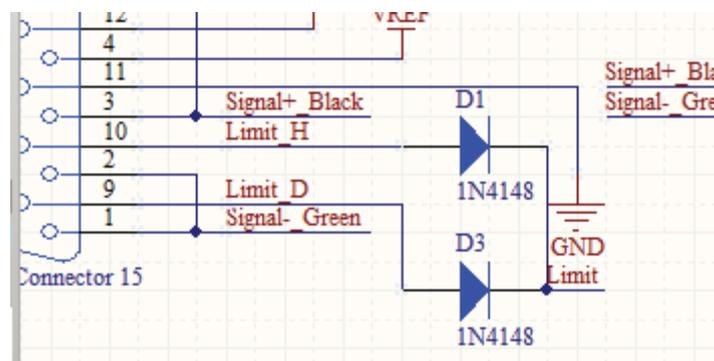 12
VREF
4
11
Signal+_Bla
3
Signal+_Black
D1
Signal-_Gre
10
Limit_H
2
1N4148
9
Limit_D
1
Signal-_Green
D3
GND
Connector 15
Limit
1N4148